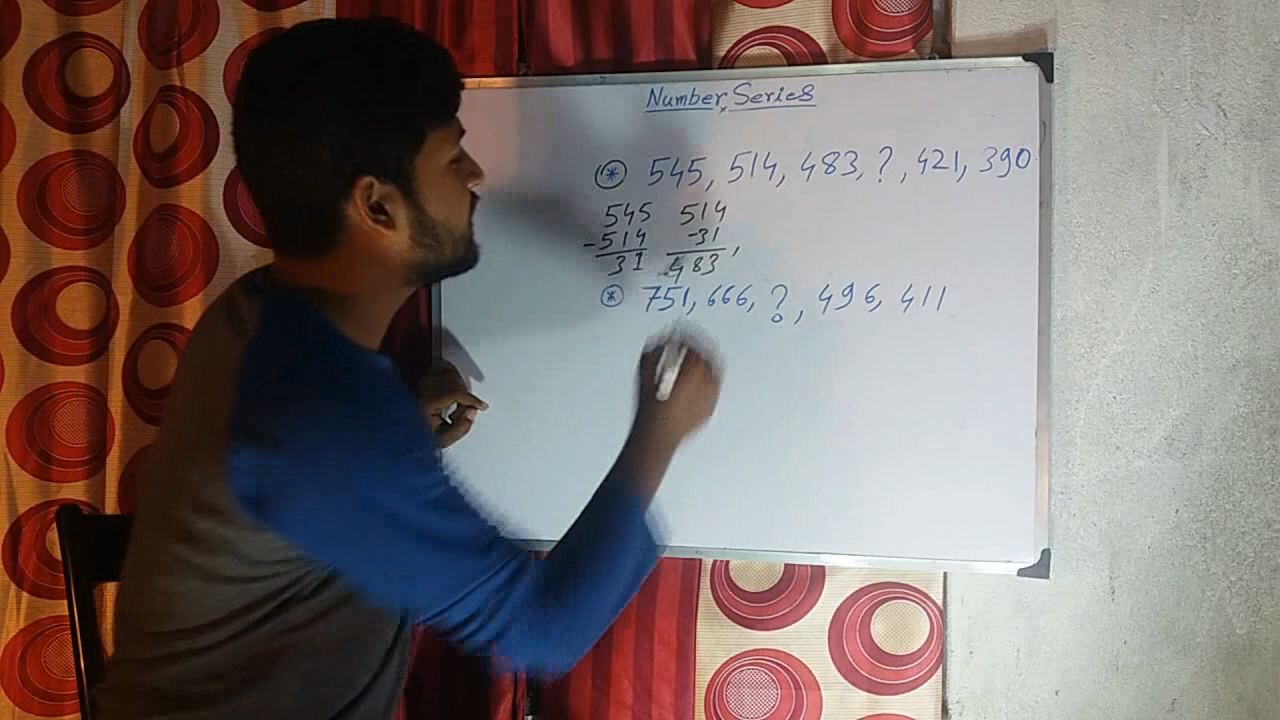 Number Series
* 545, 514, 483, ?, 421, 390
545 514
-514 -31
31 483,
* 751, 666, ?, 496, 411